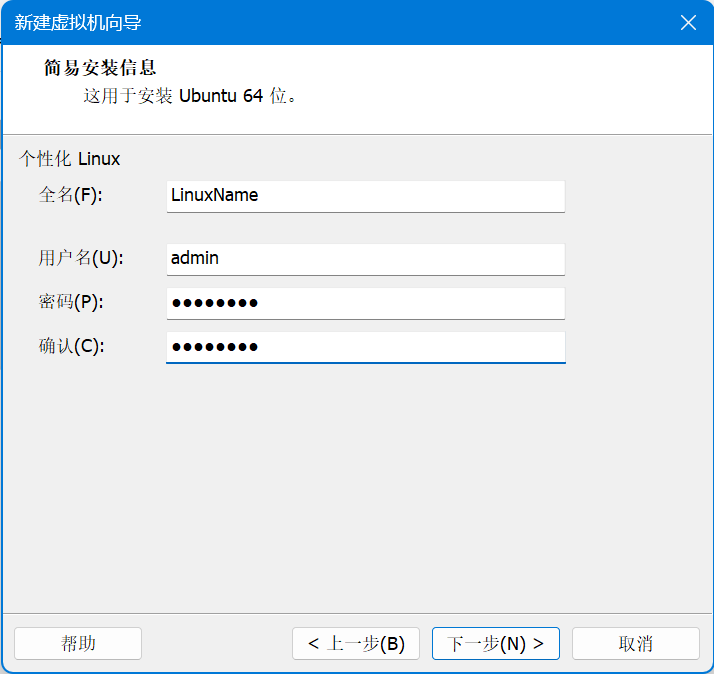 新建虚拟机向导
简易安装信息
这用于安装 Ubuntu 64 位。
个性化 Linux
全名(F): LinuxName
用户名(U): admin
密码(P): ●●●●●●●●
确认(C): ●●●●●●●●
帮助 < 上一步(B) 下一步(N) > 取消